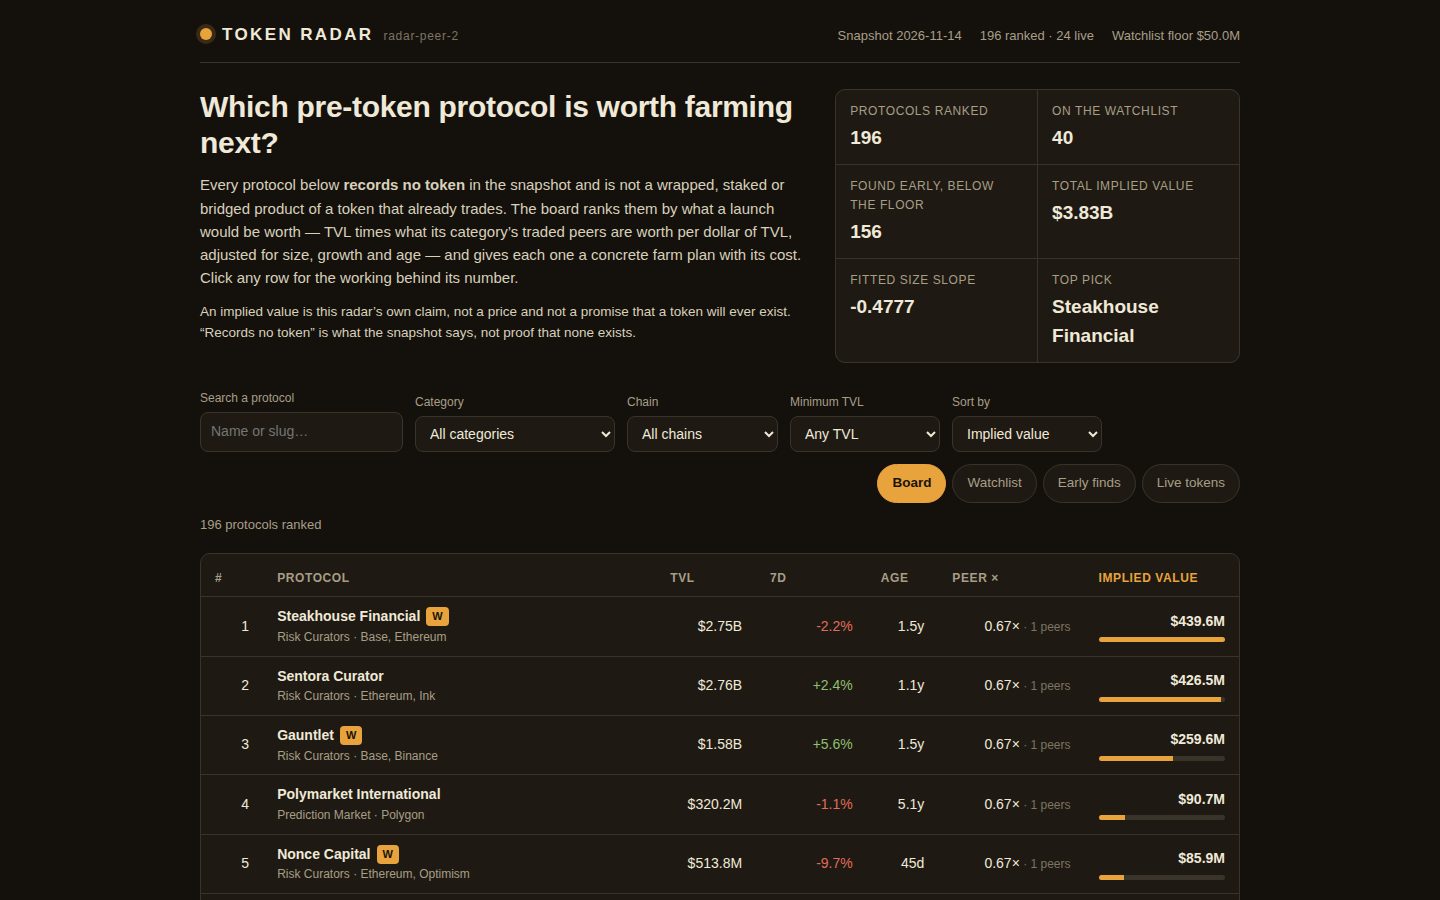 TOKEN RADAR radar-peer-2
Snapshot 2026-11-14 196 ranked · 24 live Watchlist floor $50.0M
Which pre-token protocol is worth farming
next?
Every protocol below records no token in the snapshot and is not a wrapped, staked or
bridged product of a token that already trades. The board ranks them by what a launch
would be worth — TVL times what its category’s traded peers are worth per dollar of TVL,
adjusted for size, growth and age — and gives each one a concrete farm plan with its cost.
Click any row for the working behind its number.
An implied value is this radar’s own claim, not a price and not a promise that a token will ever exist.
“Records no token” is what the snapshot says, not proof that none exists.
PROTOCOLS RANKED
196
ON THE WATCHLIST
40
FOUND EARLY, BELOW
THE FLOOR
156
TOTAL IMPLIED VALUE
$3.83B
FITTED SIZE SLOPE
-0.4777
TOP PICK
Steakhouse
Financial
Search a protocol
Name or slug…
Category
All categories
Chain
All chains
Minimum TVL
Any TVL
Sort by
Implied value
Board Watchlist Early finds Live tokens
196 protocols ranked
# PROTOCOL TVL 7D AGE PEER × IMPLIED VALUE
1 Steakhouse Financial W $2.75B -2.2% 1.5y 0.67× · 1 peers $439.6M
Risk Curators · Base, Ethereum
2 Sentora Curator $2.76B +2.4% 1.1y 0.67× · 1 peers $426.5M
Risk Curators · Ethereum, Ink
3 Gauntlet W $1.58B +5.6% 1.5y 0.67× · 1 peers $259.6M
Risk Curators · Base, Binance
4 Polymarket International $320.2M -1.1% 5.1y 0.67× · 1 peers $90.7M
Prediction Market · Polygon
5 Nonce Capital W $513.8M -9.7% 45d 0.67× · 1 peers $85.9M
Risk Curators · Ethereum, Optimism